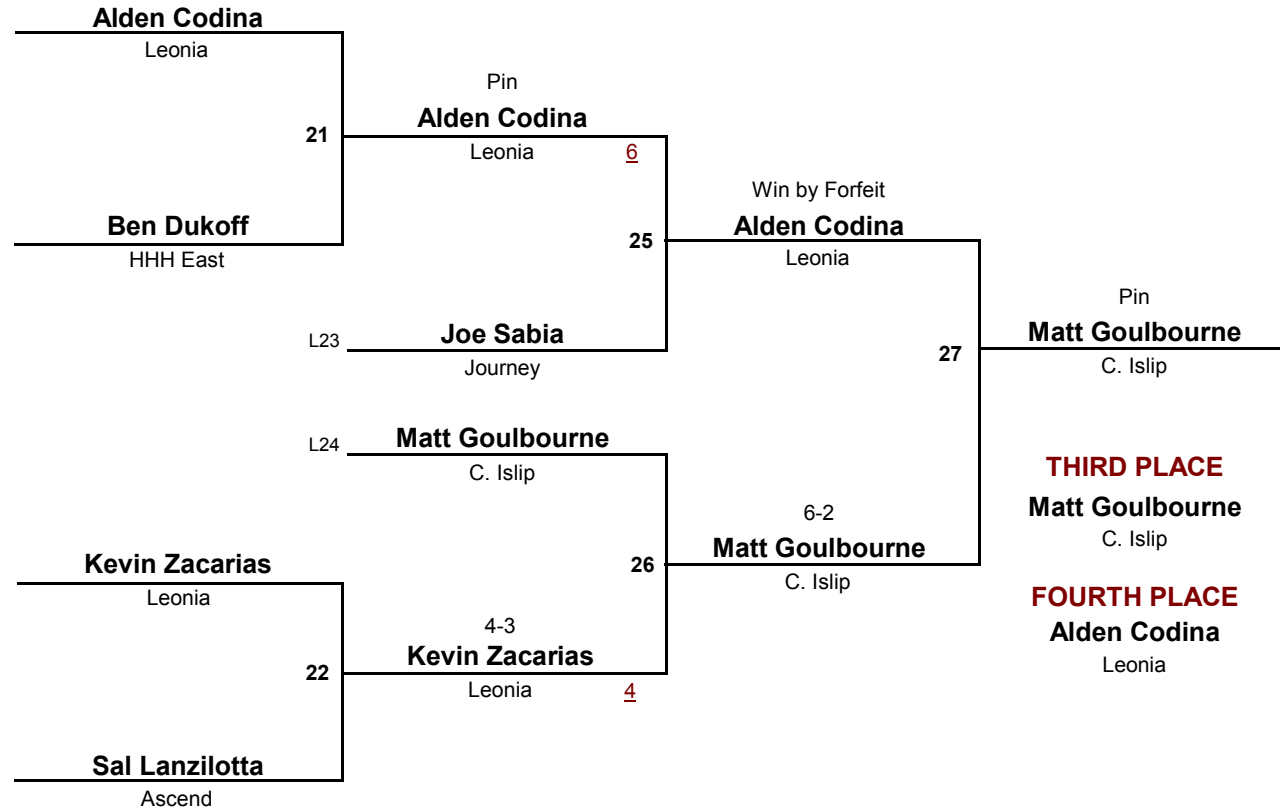 Alden Codina
Leonia
21
Ben Dukoff
HHH East
Pin
Alden Codina
Leonia 6
25
L23 Joe Sabia
Journey
Win by Forfeit
Alden Codina
Leonia
L24 Matt Goulbourne
C. Islip
26
Kevin Zacarias
Leonia
22
Sal Lanzilotta
Ascend
4-3
Kevin Zacarias
Leonia 4
6-2
Matt Goulbourne
C. Islip
27
Pin
Matt Goulbourne
C. Islip
THIRD PLACE
Matt Goulbourne
C. Islip
FOURTH PLACE
Alden Codina
Leonia